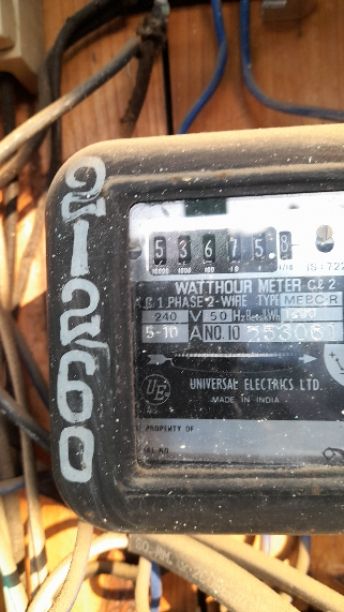 21260
5 3 6 7 5 . 8
10000 1000 100 10 1/10
WATTHOUR METER CL 2
A.C. 1 PHASE 2-WIRE TYPE MEBC-R
240 V 50 Hz
5-10 A NO. 10 253061
UE
UNIVERSAL ELECTRICS LTD.
MADE IN INDIA
PROPERTY OF